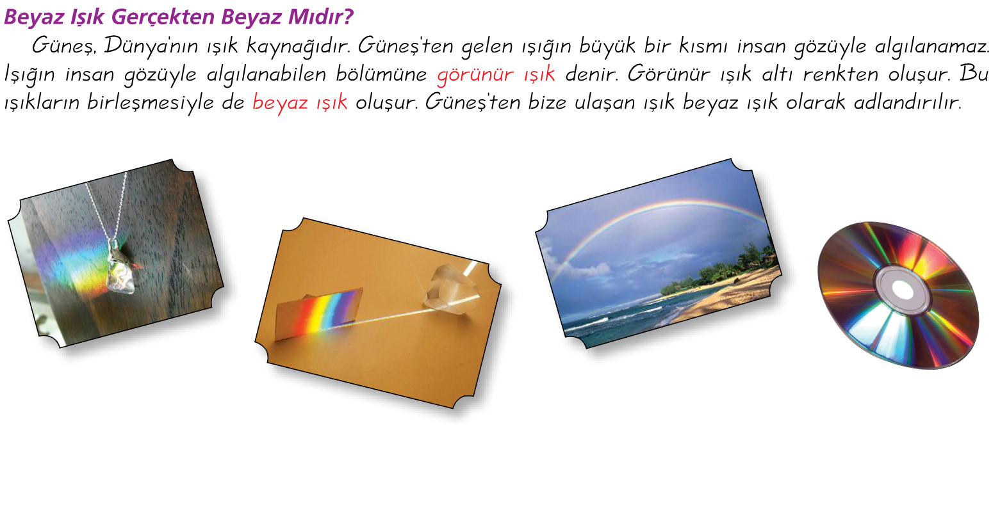 Beyaz Işık Gerçekten Beyaz Mıdır?
Güneş, Dünya'nın ışık kaynağıdır. Güneş'ten gelen ışığın büyük bir kısmı insan gözüyle algılanamaz.
Işığın insan gözüyle algılanabilen bölümüne görünür ışık denir. Görünür ışık altı renkten oluşur. Bu
ışıkların birleşmesiyle de beyaz ışık oluşur. Güneş'ten bize ulaşan ışık beyaz ışık olarak adlandırılır.